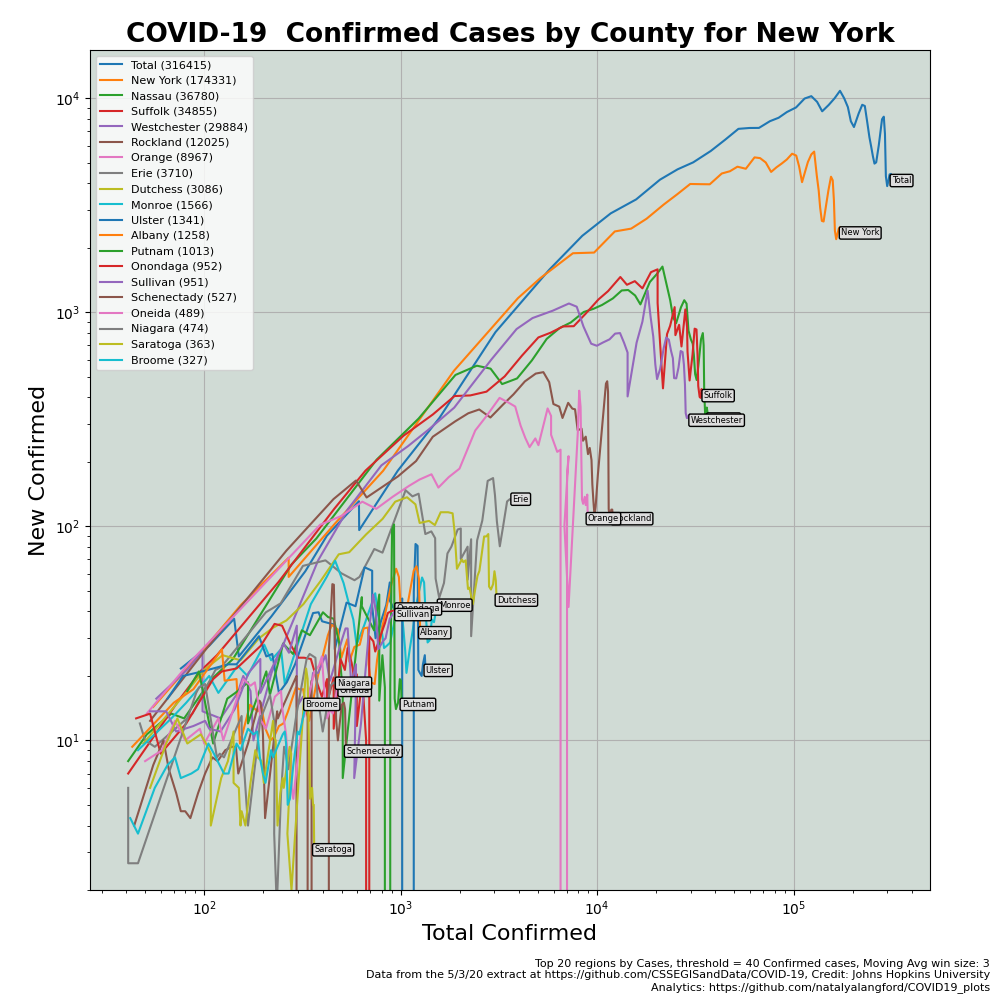 COVID-19  Confirmed Cases by County for New York
Total (316415)
New York (174331)
Nassau (36780)
Suffolk (34855)
Westchester (29884)
Rockland (12025)
Orange (8967)
Erie (3710)
Dutchess (3086)
Monroe (1566)
Ulster (1341)
Albany (1258)
Putnam (1013)
Onondaga (952)
Sullivan (951)
Schenectady (527)
Oneida (489)
Niagara (474)
Saratoga (363)
Broome (327)
10⁴
10³
10²
10¹
New Confirmed
Total
New York
Suffolk
Westchester
Erie
Orange
ckland
Dutchess
Monroe
Sullivan
Albany
Ulster
Niagara
Broome
Putnam
Schenectady
Saratoga
10²
10³
10⁴
10⁵
Total Confirmed
Top 20 regions by Cases, threshold = 40 Confirmed cases, Moving Avg win size: 3
Data from the 5/3/20 extract at https://github.com/CSSEGISandData/COVID-19, Credit: Johns Hopkins University
Analytics: https://github.com/natalyalangford/COVID19_plots